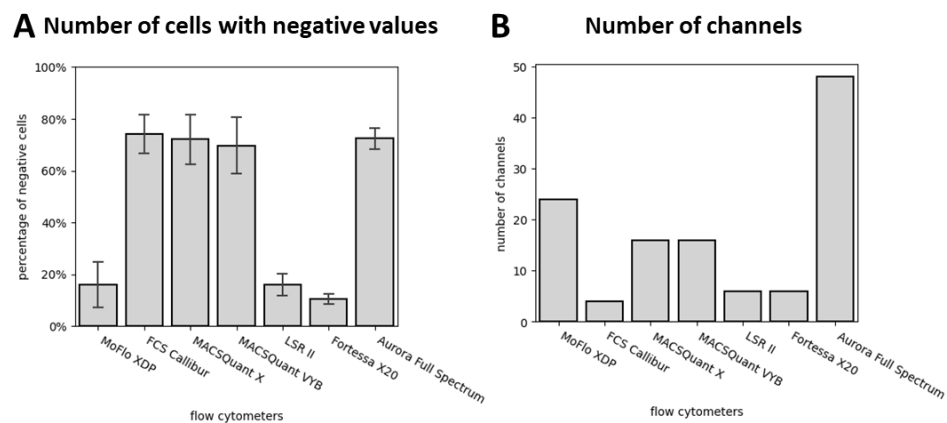 A Number of cells with negative values
100%
80%
60%
40%
20%
0%
percentage of negative cells
MoFlo XDP
FCS Callibur
MACSQuant X
MACSQuant VYB
LSR II
Fortessa X20
Aurora Full Spectrum
flow cytometers
B Number of channels
50
40
30
20
10
0
number of channels
MoFlo XDP
FCS Callibur
MACSQuant X
MACSQuant VYB
LSR II
Fortessa X20
Aurora Full Spectrum
flow cytometers